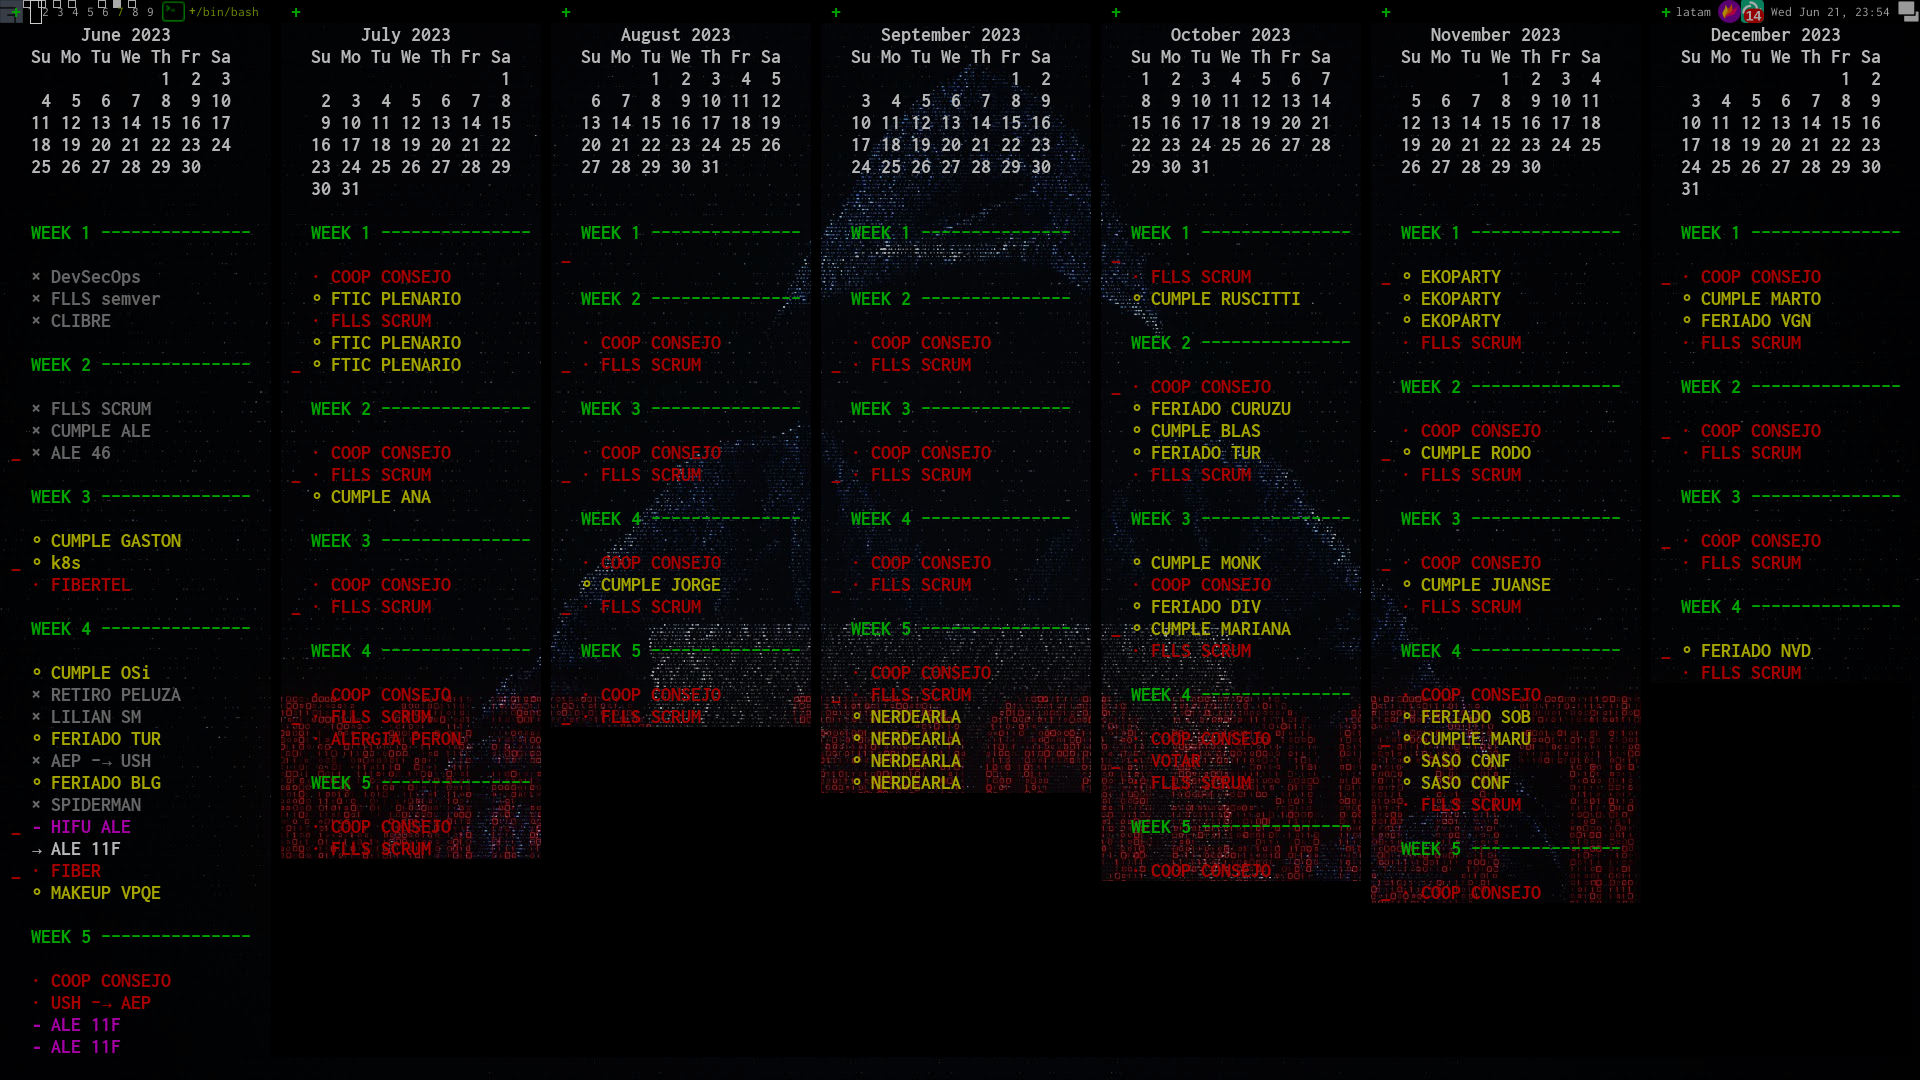 + 1 2 3 4 5 6 7 8 9 +/bin/bash + + + + + + latam 14 Wed Jun 21, 23:54
June 2023
Su Mo Tu We Th Fr Sa
1 2 3
4 5 6 7 8 9 10
11 12 13 14 15 16 17
18 19 20 21 22 23 24
25 26 27 28 29 30
WEEK 1 ---------------
× DevSecOps
× FLLS semver
× CLIBRE
WEEK 2 ---------------
× FLLS SCRUM
× CUMPLE ALE
_ × ALE 46
WEEK 3 ---------------
° CUMPLE GASTON
_ ° k8s
· FIBERTEL
WEEK 4 ---------------
° CUMPLE OSi
× RETIRO PELUZA
× LILIAN SM
° FERIADO TUR
× AEP -→ USH
° FERIADO BLG
× SPIDERMAN
_ - HIFU ALE
→ ALE 11F
_ · FIBER
° MAKEUP VPQE
WEEK 5 ---------------
· COOP CONSEJO
· USH -→ AEP
- ALE 11F
- ALE 11F
July 2023
Su Mo Tu We Th Fr Sa
1
2 3 4 5 6 7 8
9 10 11 12 13 14 15
16 17 18 19 20 21 22
23 24 25 26 27 28 29
30 31
WEEK 1 ---------------
· COOP CONSEJO
° FTIC PLENARIO
· FLLS SCRUM
° FTIC PLENARIO
_ ° FTIC PLENARIO
WEEK 2 ---------------
· COOP CONSEJO
_ · FLLS SCRUM
° CUMPLE ANA
WEEK 3 ---------------
· COOP CONSEJO
_ · FLLS SCRUM
WEEK 4 ---------------
· COOP CONSEJO
_ · FLLS SCRUM
· ALERGIA PERON
WEEK 5 ---------------
· COOP CONSEJO
_ · FLLS SCRUM
August 2023
Su Mo Tu We Th Fr Sa
1 2 3 4 5
6 7 8 9 10 11 12
13 14 15 16 17 18 19
20 21 22 23 24 25 26
27 28 29 30 31
WEEK 1 ---------------
_
WEEK 2 ---------------
· COOP CONSEJO
_ · FLLS SCRUM
WEEK 3 ---------------
· COOP CONSEJO
_ · FLLS SCRUM
WEEK 4 ---------------
· COOP CONSEJO
° CUMPLE JORGE
_ · FLLS SCRUM
WEEK 5 ---------------
· COOP CONSEJO
_ · FLLS SCRUM
September 2023
Su Mo Tu We Th Fr Sa
1 2
3 4 5 6 7 8 9
10 11 12 13 14 15 16
17 18 19 20 21 22 23
24 25 26 27 28 29 30
WEEK 1 ---------------
WEEK 2 ---------------
· COOP CONSEJO
_ · FLLS SCRUM
WEEK 3 ---------------
· COOP CONSEJO
_ · FLLS SCRUM
WEEK 4 ---------------
· COOP CONSEJO
_ · FLLS SCRUM
WEEK 5 ---------------
· COOP CONSEJO
· FLLS SCRUM
° NERDEARLA
° NERDEARLA
° NERDEARLA
° NERDEARLA
October 2023
Su Mo Tu We Th Fr Sa
1 2 3 4 5 6 7
8 9 10 11 12 13 14
15 16 17 18 19 20 21
22 23 24 25 26 27 28
29 30 31
WEEK 1 ---------------
_
· FLLS SCRUM
° CUMPLE RUSCITTI
WEEK 2 ---------------
_ · COOP CONSEJO
° FERIADO CURUZU
° CUMPLE BLAS
° FERIADO TUR
· FLLS SCRUM
WEEK 3 ---------------
° CUMPLE MONK
· COOP CONSEJO
° FERIADO DIV
_ ° CUMPLE MARIANA
· FLLS SCRUM
WEEK 4 ---------------
· COOP CONSEJO
_ · VOTAR
· FLLS SCRUM
WEEK 5 ---------------
· COOP CONSEJO
November 2023
Su Mo Tu We Th Fr Sa
1 2 3 4
5 6 7 8 9 10 11
12 13 14 15 16 17 18
19 20 21 22 23 24 25
26 27 28 29 30
WEEK 1 ---------------
_ ° EKOPARTY
° EKOPARTY
° EKOPARTY
· FLLS SCRUM
WEEK 2 ---------------
· COOP CONSEJO
_ ° CUMPLE RODO
· FLLS SCRUM
WEEK 3 ---------------
_ · COOP CONSEJO
° CUMPLE JUANSE
· FLLS SCRUM
WEEK 4 ---------------
· COOP CONSEJO
° FERIADO SOB
_ ° CUMPLE MARU
° SASO CONF
° SASO CONF
· FLLS SCRUM
WEEK 5 ---------------
_ · COOP CONSEJO
December 2023
Su Mo Tu We Th Fr Sa
1 2
3 4 5 6 7 8 9
10 11 12 13 14 15 16
17 18 19 20 21 22 23
24 25 26 27 28 29 30
31
WEEK 1 ---------------
_ · COOP CONSEJO
° CUMPLE MARTO
° FERIADO VGN
· FLLS SCRUM
WEEK 2 ---------------
_ · COOP CONSEJO
· FLLS SCRUM
WEEK 3 ---------------
_ · COOP CONSEJO
· FLLS SCRUM
WEEK 4 ---------------
_ ° FERIADO NVD
· FLLS SCRUM